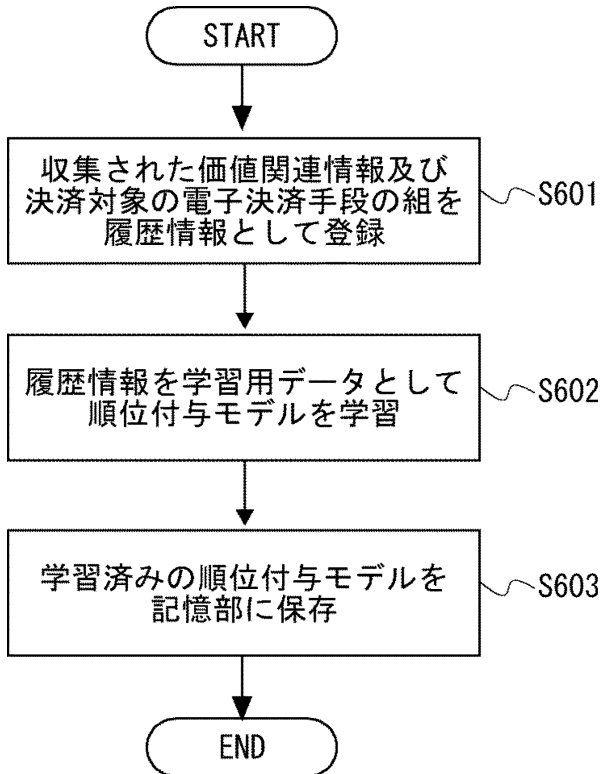 START
収集された価値関連情報及び
決済対象の電子決済手段の組を
履歴情報として登録
S601
履歴情報を学習用データとして
順位付与モデルを学習
S602
学習済みの順位付与モデルを
記憶部に保存
S603
END